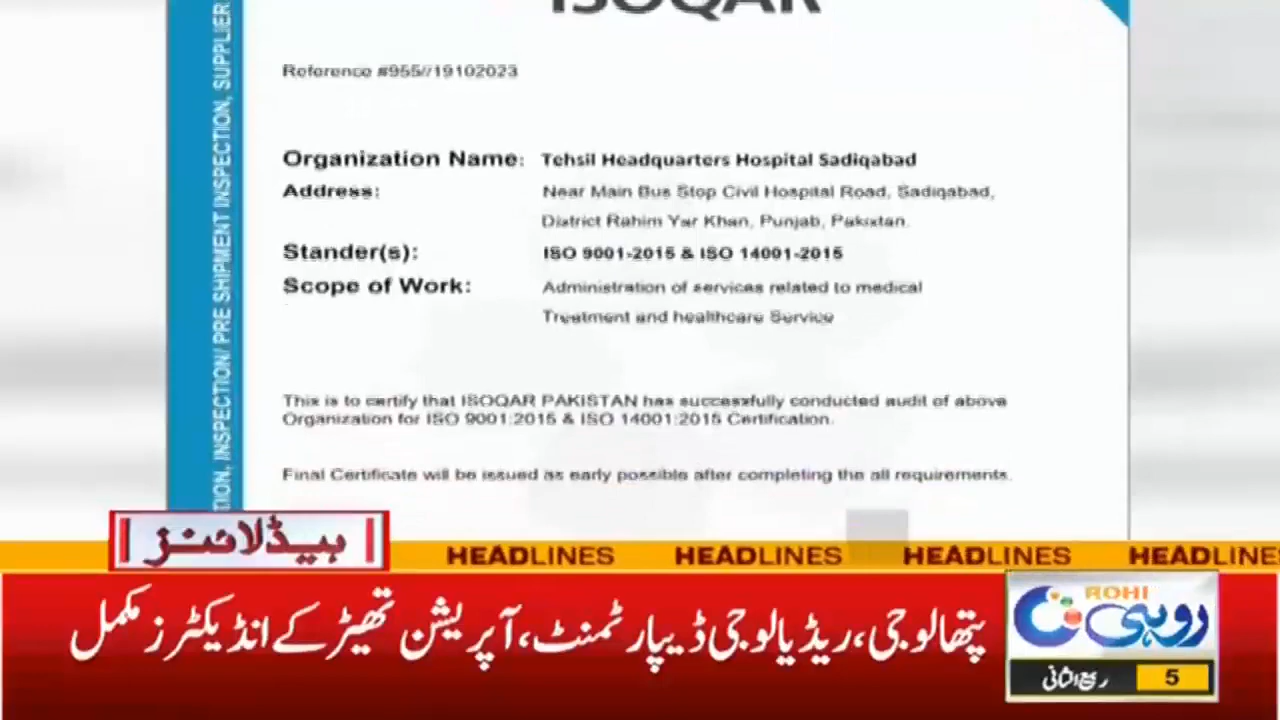 ISOQAR
TION, INSPECTION/ PRE SHIPMENT INSPECTION, SUPPLIER
Reference #955//19102023
Organization Name: Tehsil Headquarters Hospital Sadiqabad
Address: Near Main Bus Stop Civil Hospital Road, Sadiqabad,
District Rahim Yar Khan, Punjab, Pakistan.
Stander(s): ISO 9001-2015 & ISO 14001-2015
Scope of Work: Administration of services related to medical
Treatment and healthcare Service
This is to certify that ISOQAR PAKISTAN has successfully conducted audit of above
Organization for ISO 9001:2015 & ISO 14001:2015 Certification.
Final Certificate will be issued as early possible after completing the all requirements.
ہیڈلائنز
HEADLINES HEADLINES HEADLINES HEADLINES
پتھالوجی، ریڈیالوجی ڈیپارٹمنٹ، آپریشن تھیٹر کے انڈیکٹرز مکمل
ROHI
روہی
5 ربیع الثانی